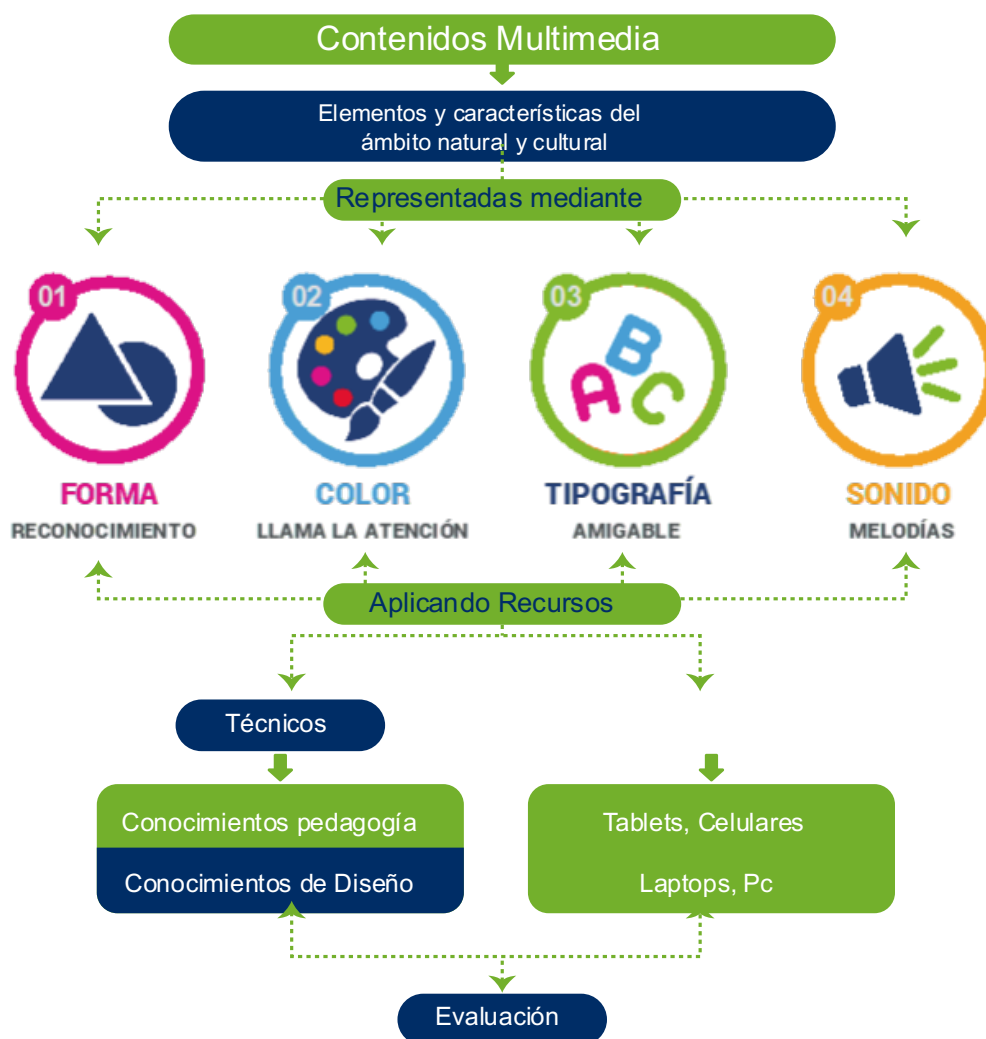 Contenidos Multimedia
Elementos y características del
ámbito natural y cultural
Representadas mediante
01
02
03
04
A B C
FORMA
COLOR
TIPOGRAFÍA
SONIDO
RECONOCIMIENTO
LLAMA LA ATENCIÓN
AMIGABLE
MELODÍAS
Aplicando Recursos
Técnicos
Conocimientos pedagogía
Tablets, Celulares
Conocimientos de Diseño
Laptops, Pc
Evaluación